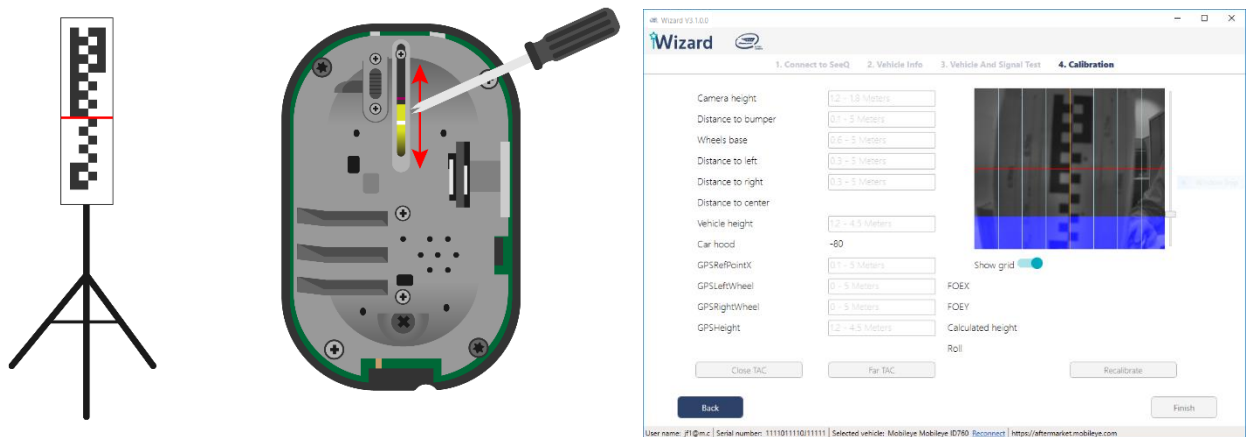 Wizard V3.1.0.0
Wizard
1. Connect to SeeQ 2. Vehicle Info 3. Vehicle And Signal Test 4. Calibration
Camera height 1.2 - 1.8 Meters
Distance to bumper 0.1 - 5 Meters
Wheels base 0.6 - 5 Meters
Distance to left 0.3 - 5 Meters
Distance to right 0.3 - 5 Meters
Distance to center
Vehicle height 1.2 - 4.5 Meters
Car hood -80
GPSRefPointX 0.1 - 5 Meters
Show grid
GPSLeftWheel 0 - 5 Meters FOEX
GPSRightWheel 0 - 5 Meters FOEY
GPSHeight 1.2 - 4.5 Meters Calculated height
Roll
Close TAC Far TAC Recalibrate
Back Finish
User name: jf1@m.c Serial number: 1111011110/11111 Selected vehicle: Mobileye Mobileye ID760 Reconnect https://aftermarket.mobileye.com